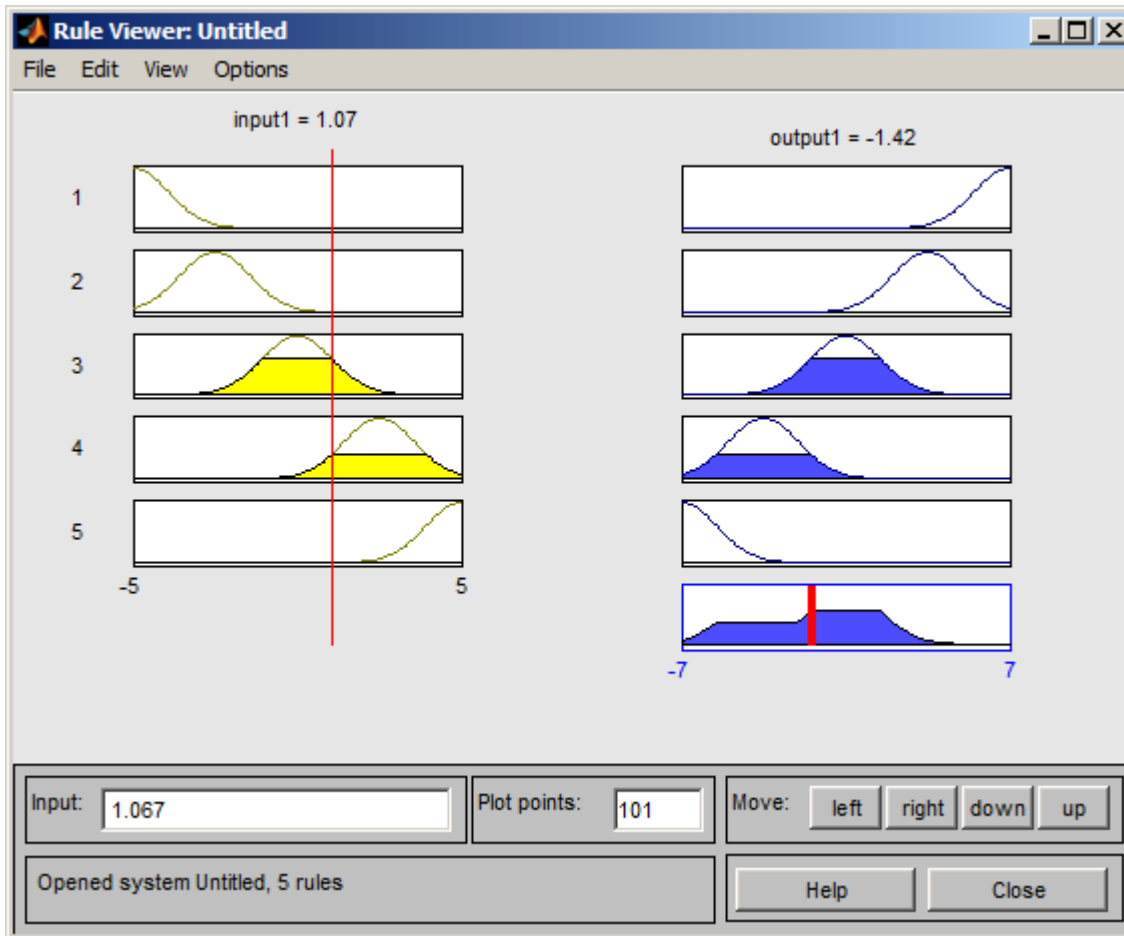 Rule Viewer: Untitled
File Edit View Options
input1 = 1.07
output1 = -1.42
1
2
3
4
5
-5 5
-7 7
Input: 1.067
Plot points: 101
Move: left right down up
Opened system Untitled, 5 rules
Help Close